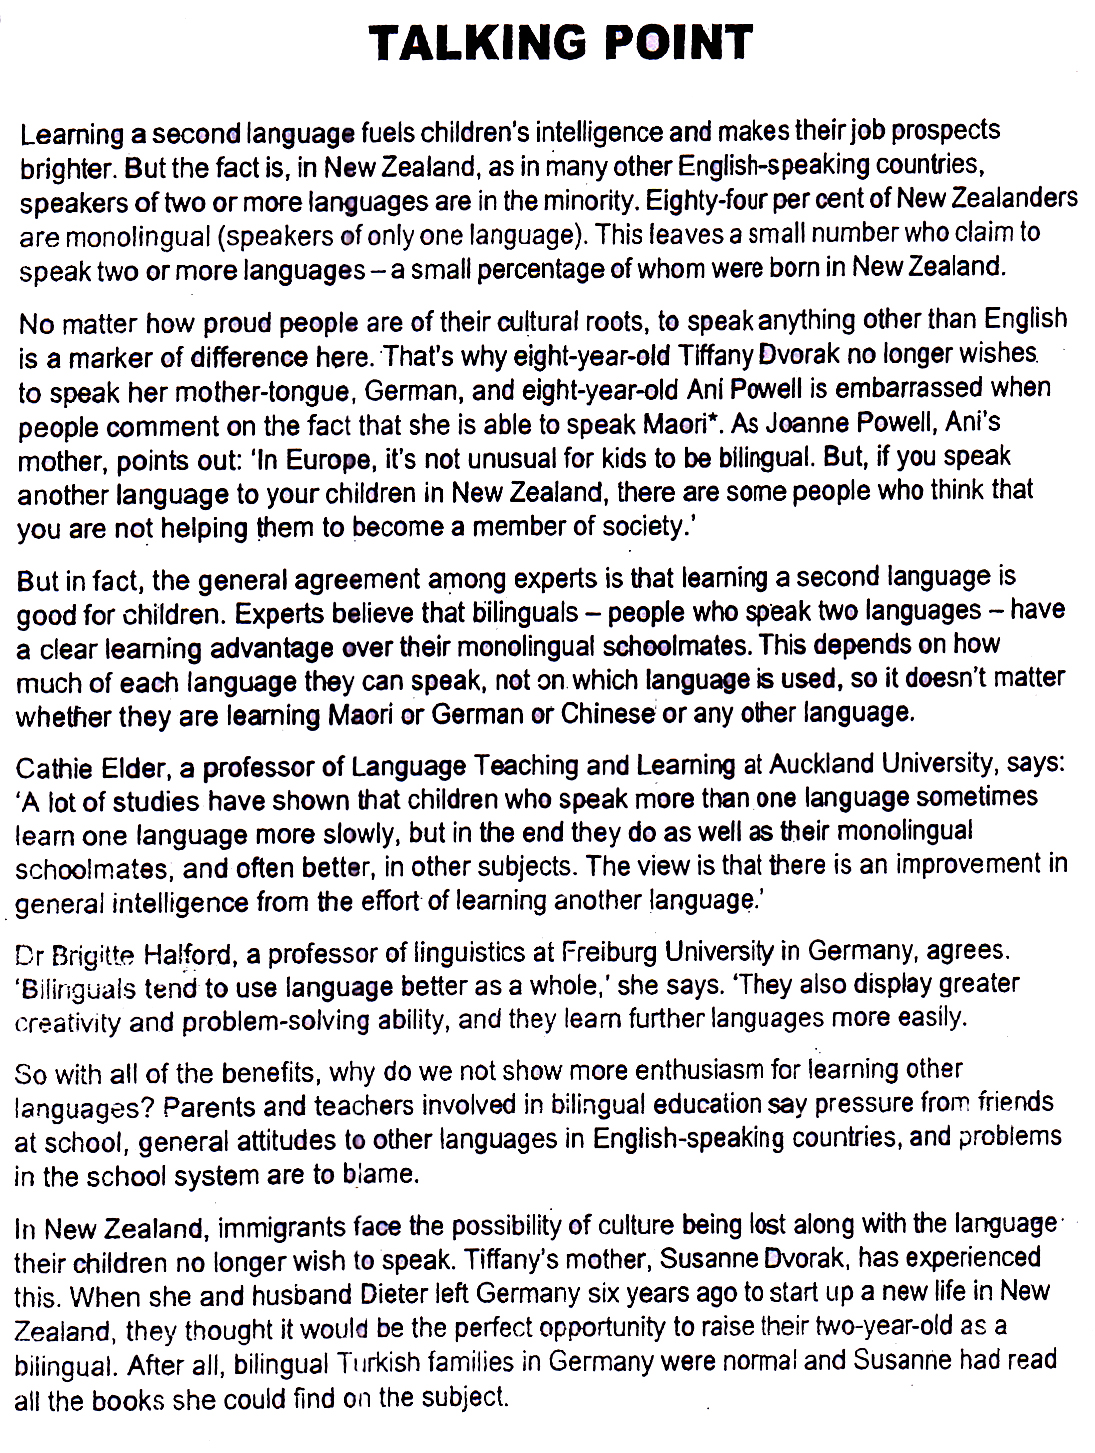 TALKING POINT
Learning a second language fuels children's intelligence and makes their job prospects
brighter. But the fact is, in New Zealand, as in many other English-speaking countries,
speakers of two or more languages are in the minority. Eighty-four per cent of New Zealanders
are monolingual (speakers of only one language). This leaves a small number who claim to
speak two or more languages – a small percentage of whom were born in New Zealand.
No matter how proud people are of their cultural roots, to speak anything other than English
is a marker of difference here. That's why eight-year-old Tiffany Dvorak no longer wishes
to speak her mother-tongue, German, and eight-year-old Ani Powell is embarrassed when
people comment on the fact that she is able to speak Maori*. As Joanne Powell, Ani's
mother, points out: 'In Europe, it's not unusual for kids to be bilingual. But, if you speak
another language to your children in New Zealand, there are some people who think that
you are not helping them to become a member of society.'
But in fact, the general agreement among experts is that learning a second language is
good for children. Experts believe that bilinguals – people who speak two languages – have
a clear learning advantage over their monolingual schoolmates. This depends on how
much of each language they can speak, not on which language is used, so it doesn't matter
whether they are learning Maori or German or Chinese or any other language.
Cathie Elder, a professor of Language Teaching and Learning at Auckland University, says:
'A lot of studies have shown that children who speak more than one language sometimes
learn one language more slowly, but in the end they do as well as their monolingual
schoolmates, and often better, in other subjects. The view is that there is an improvement in
general intelligence from the effort of learning another language.'
Dr Brigitte Halford, a professor of linguistics at Freiburg University in Germany, agrees.
'Bilinguals tend to use language better as a whole,' she says. 'They also display greater
creativity and problem-solving ability, and they learn further languages more easily.
So with all of the benefits, why do we not show more enthusiasm for learning other
languages? Parents and teachers involved in bilingual education say pressure from friends
at school, general attitudes to other languages in English-speaking countries, and problems
in the school system are to blame.
In New Zealand, immigrants face the possibility of culture being lost along with the language
their children no longer wish to speak. Tiffany's mother, Susanne Dvorak, has experienced
this. When she and husband Dieter left Germany six years ago to start up a new life in New
Zealand, they thought it would be the perfect opportunity to raise their two-year-old as a
bilingual. After all, bilingual Turkish families in Germany were normal and Susanne had read
all the books she could find on the subject.